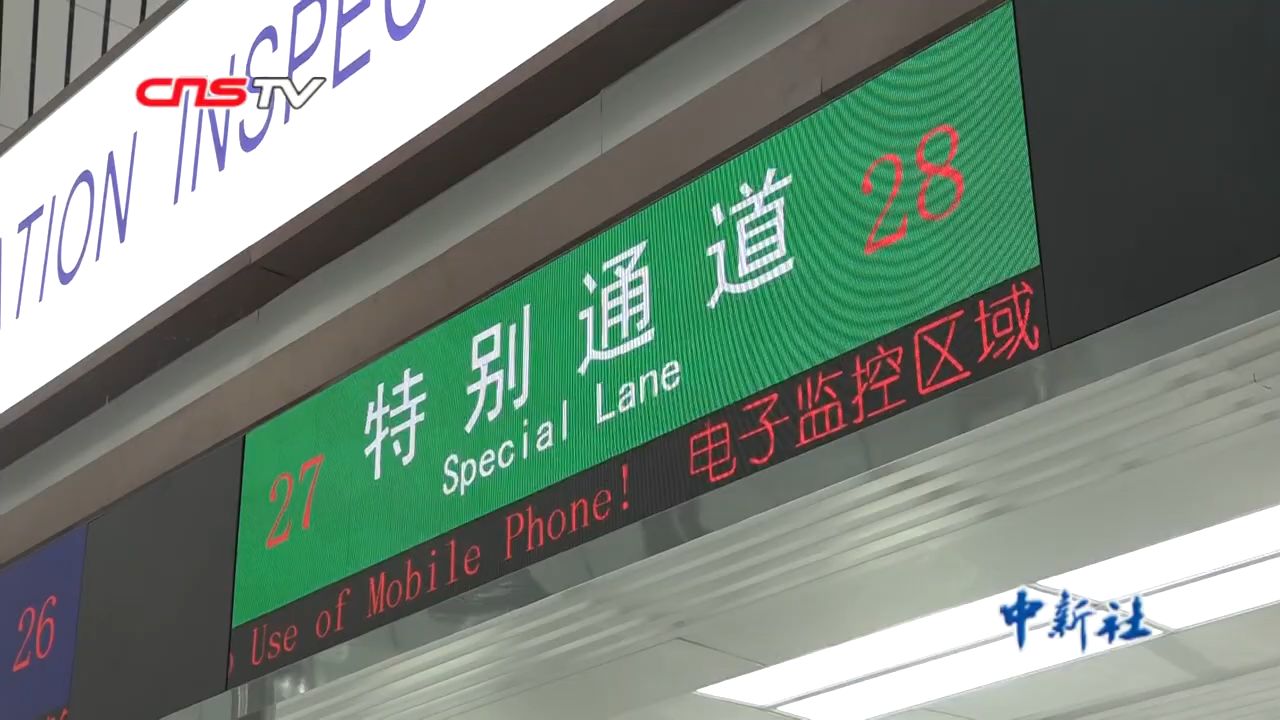 CNSTV
ATION INSPEC
27 特别通道 28
Special Lane
Use of Mobile Phone! 电子监控区域
26
中新社